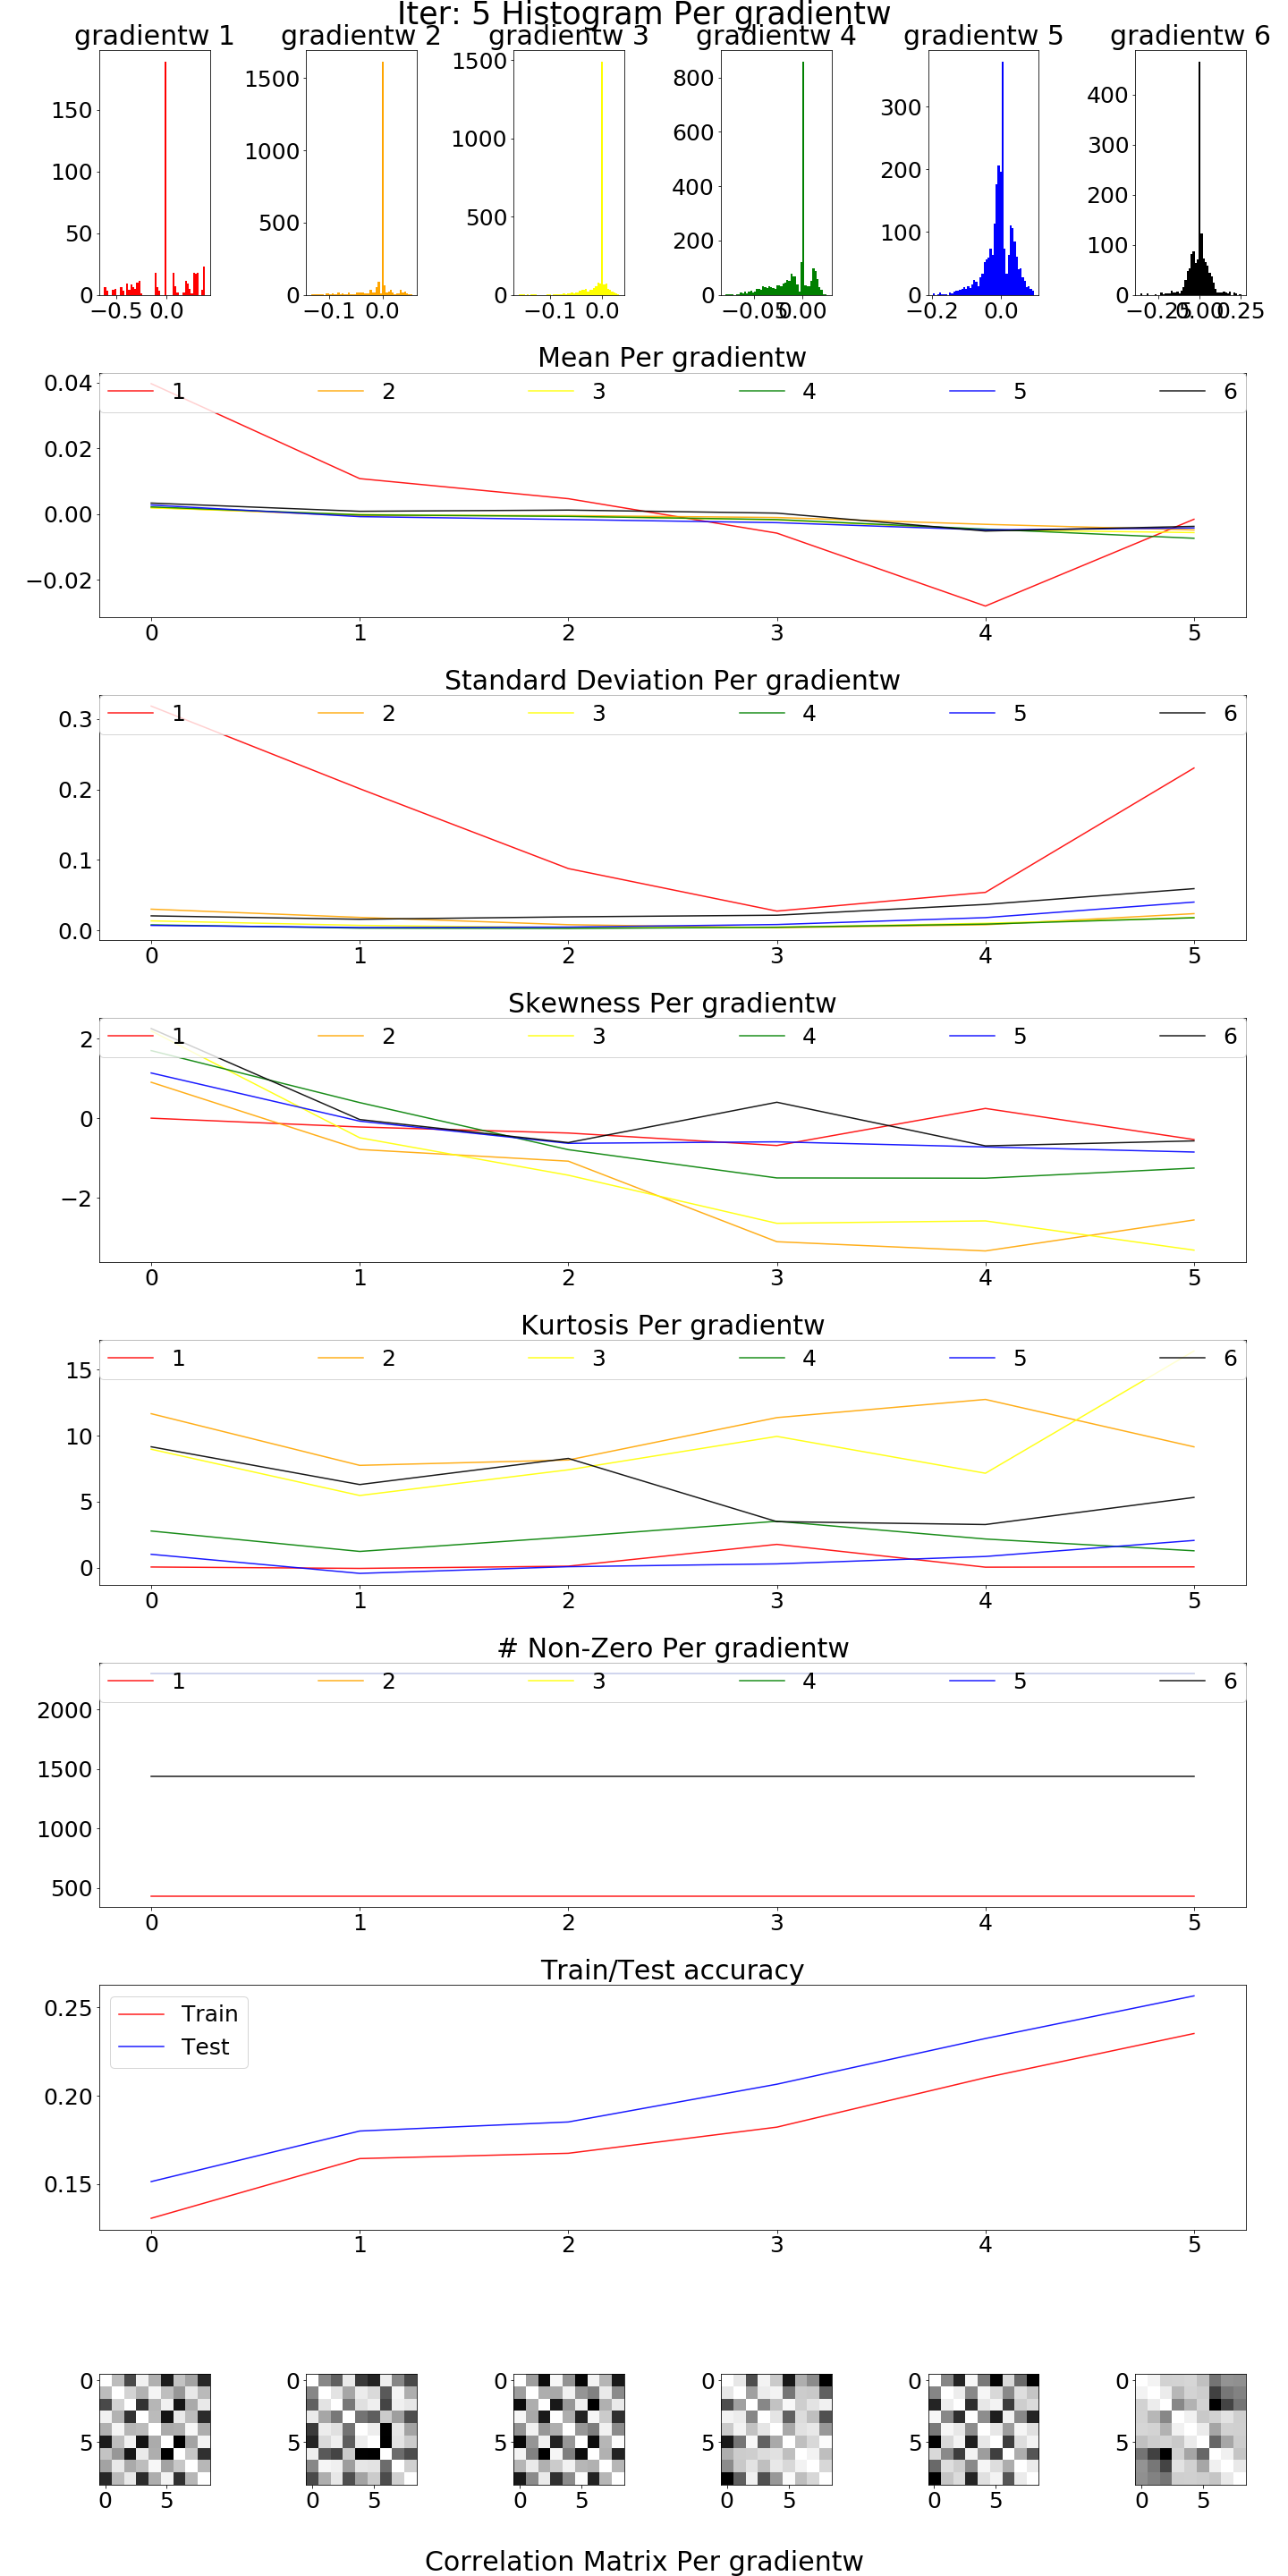 Iter: 5 Histogram Per gradientw
gradientw 1 gradientw 2 gradientw 3 gradientw 4 gradientw 5 gradientw 6
150
100
50
0
−0.5 0.0
1500
1000
500
0
−0.1 0.0
1500
1000
500
0
−0.1 0.0
800
600
400
200
0
−0.05 0.00
300
200
100
0
−0.2 0.0
400
300
200
100
0
−0.25 0.00 0.25
Mean Per gradientw
1 2 3 4 5 6
0.04
0.02
0.00
−0.02
0 1 2 3 4 5
Standard Deviation Per gradientw
1 2 3 4 5 6
0.3
0.2
0.1
0.0
0 1 2 3 4 5
Skewness Per gradientw
1 2 3 4 5 6
2
0
−2
0 1 2 3 4 5
Kurtosis Per gradientw
1 2 3 4 5 6
15
10
5
0
0 1 2 3 4 5
# Non-Zero Per gradientw
1 2 3 4 5 6
2000
1500
1000
500
0 1 2 3 4 5
Train/Test accuracy
Train
Test
0.25
0.20
0.15
0 1 2 3 4 5
0 0 0 0 0 0
5 5 5 5 5 5
0 5 0 5 0 5 0 5 0 5 0 5
Correlation Matrix Per gradientw